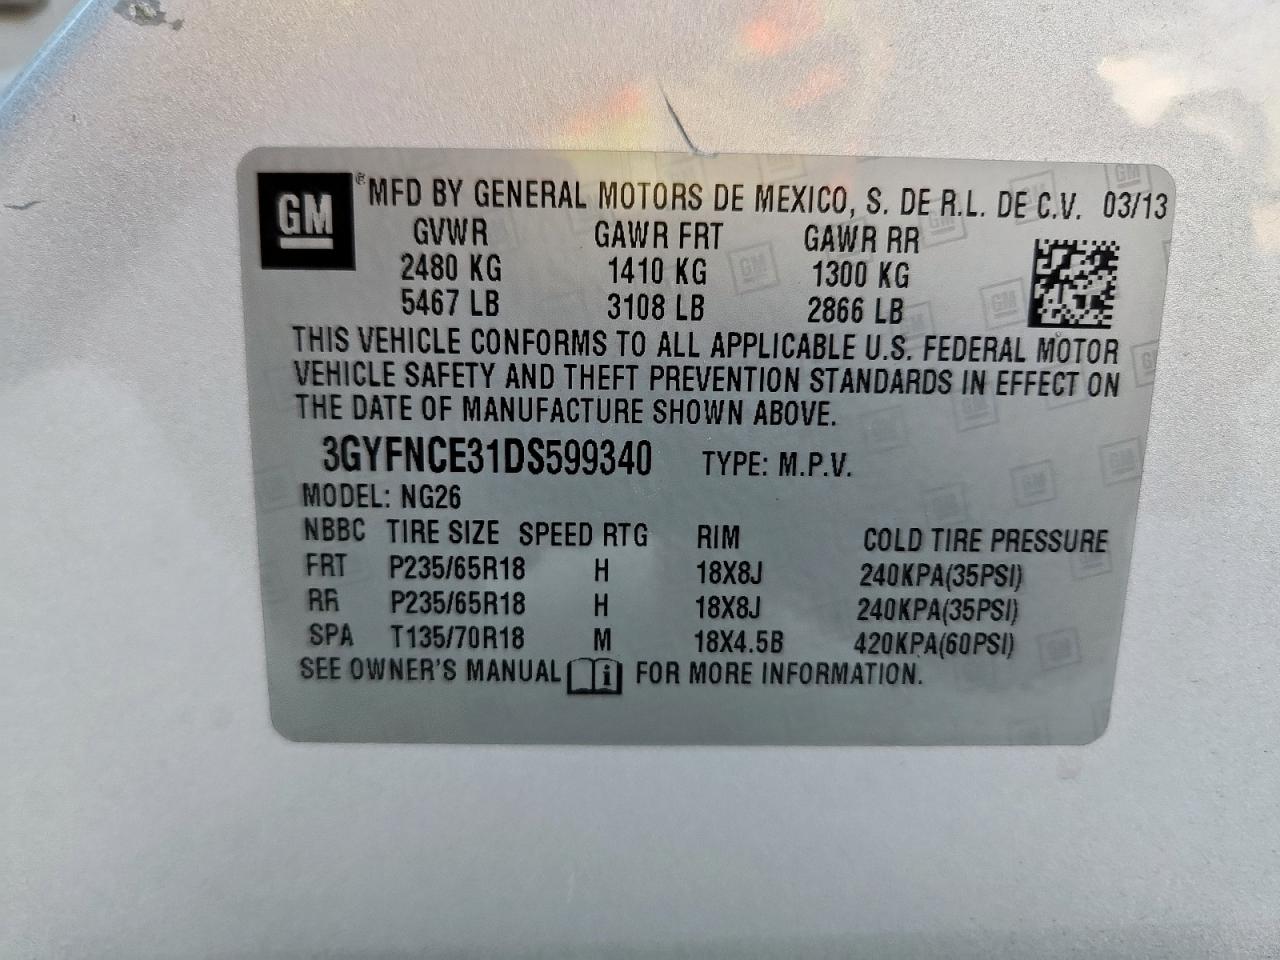 GM ® MFD BY GENERAL MOTORS DE MEXICO, S. DE R.L. DE C.V. 03/13
GVWR GAWR FRT GAWR RR
2480 KG 1410 KG 1300 KG
5467 LB 3108 LB 2866 LB
THIS VEHICLE CONFORMS TO ALL APPLICABLE U.S. FEDERAL MOTOR
VEHICLE SAFETY AND THEFT PREVENTION STANDARDS IN EFFECT ON
THE DATE OF MANUFACTURE SHOWN ABOVE.
3GYFNCE31DS599340 TYPE: M.P.V.
MODEL: NG26
NBBC TIRE SIZE SPEED RTG RIM COLD TIRE PRESSURE
FRT P235/65R18 H 18X8J 240KPA(35PSI)
RR P235/65R18 H 18X8J 240KPA(35PSI)
SPA T135/70R18 M 18X4.5B 420KPA(60PSI)
SEE OWNER'S MANUAL i FOR MORE INFORMATION.